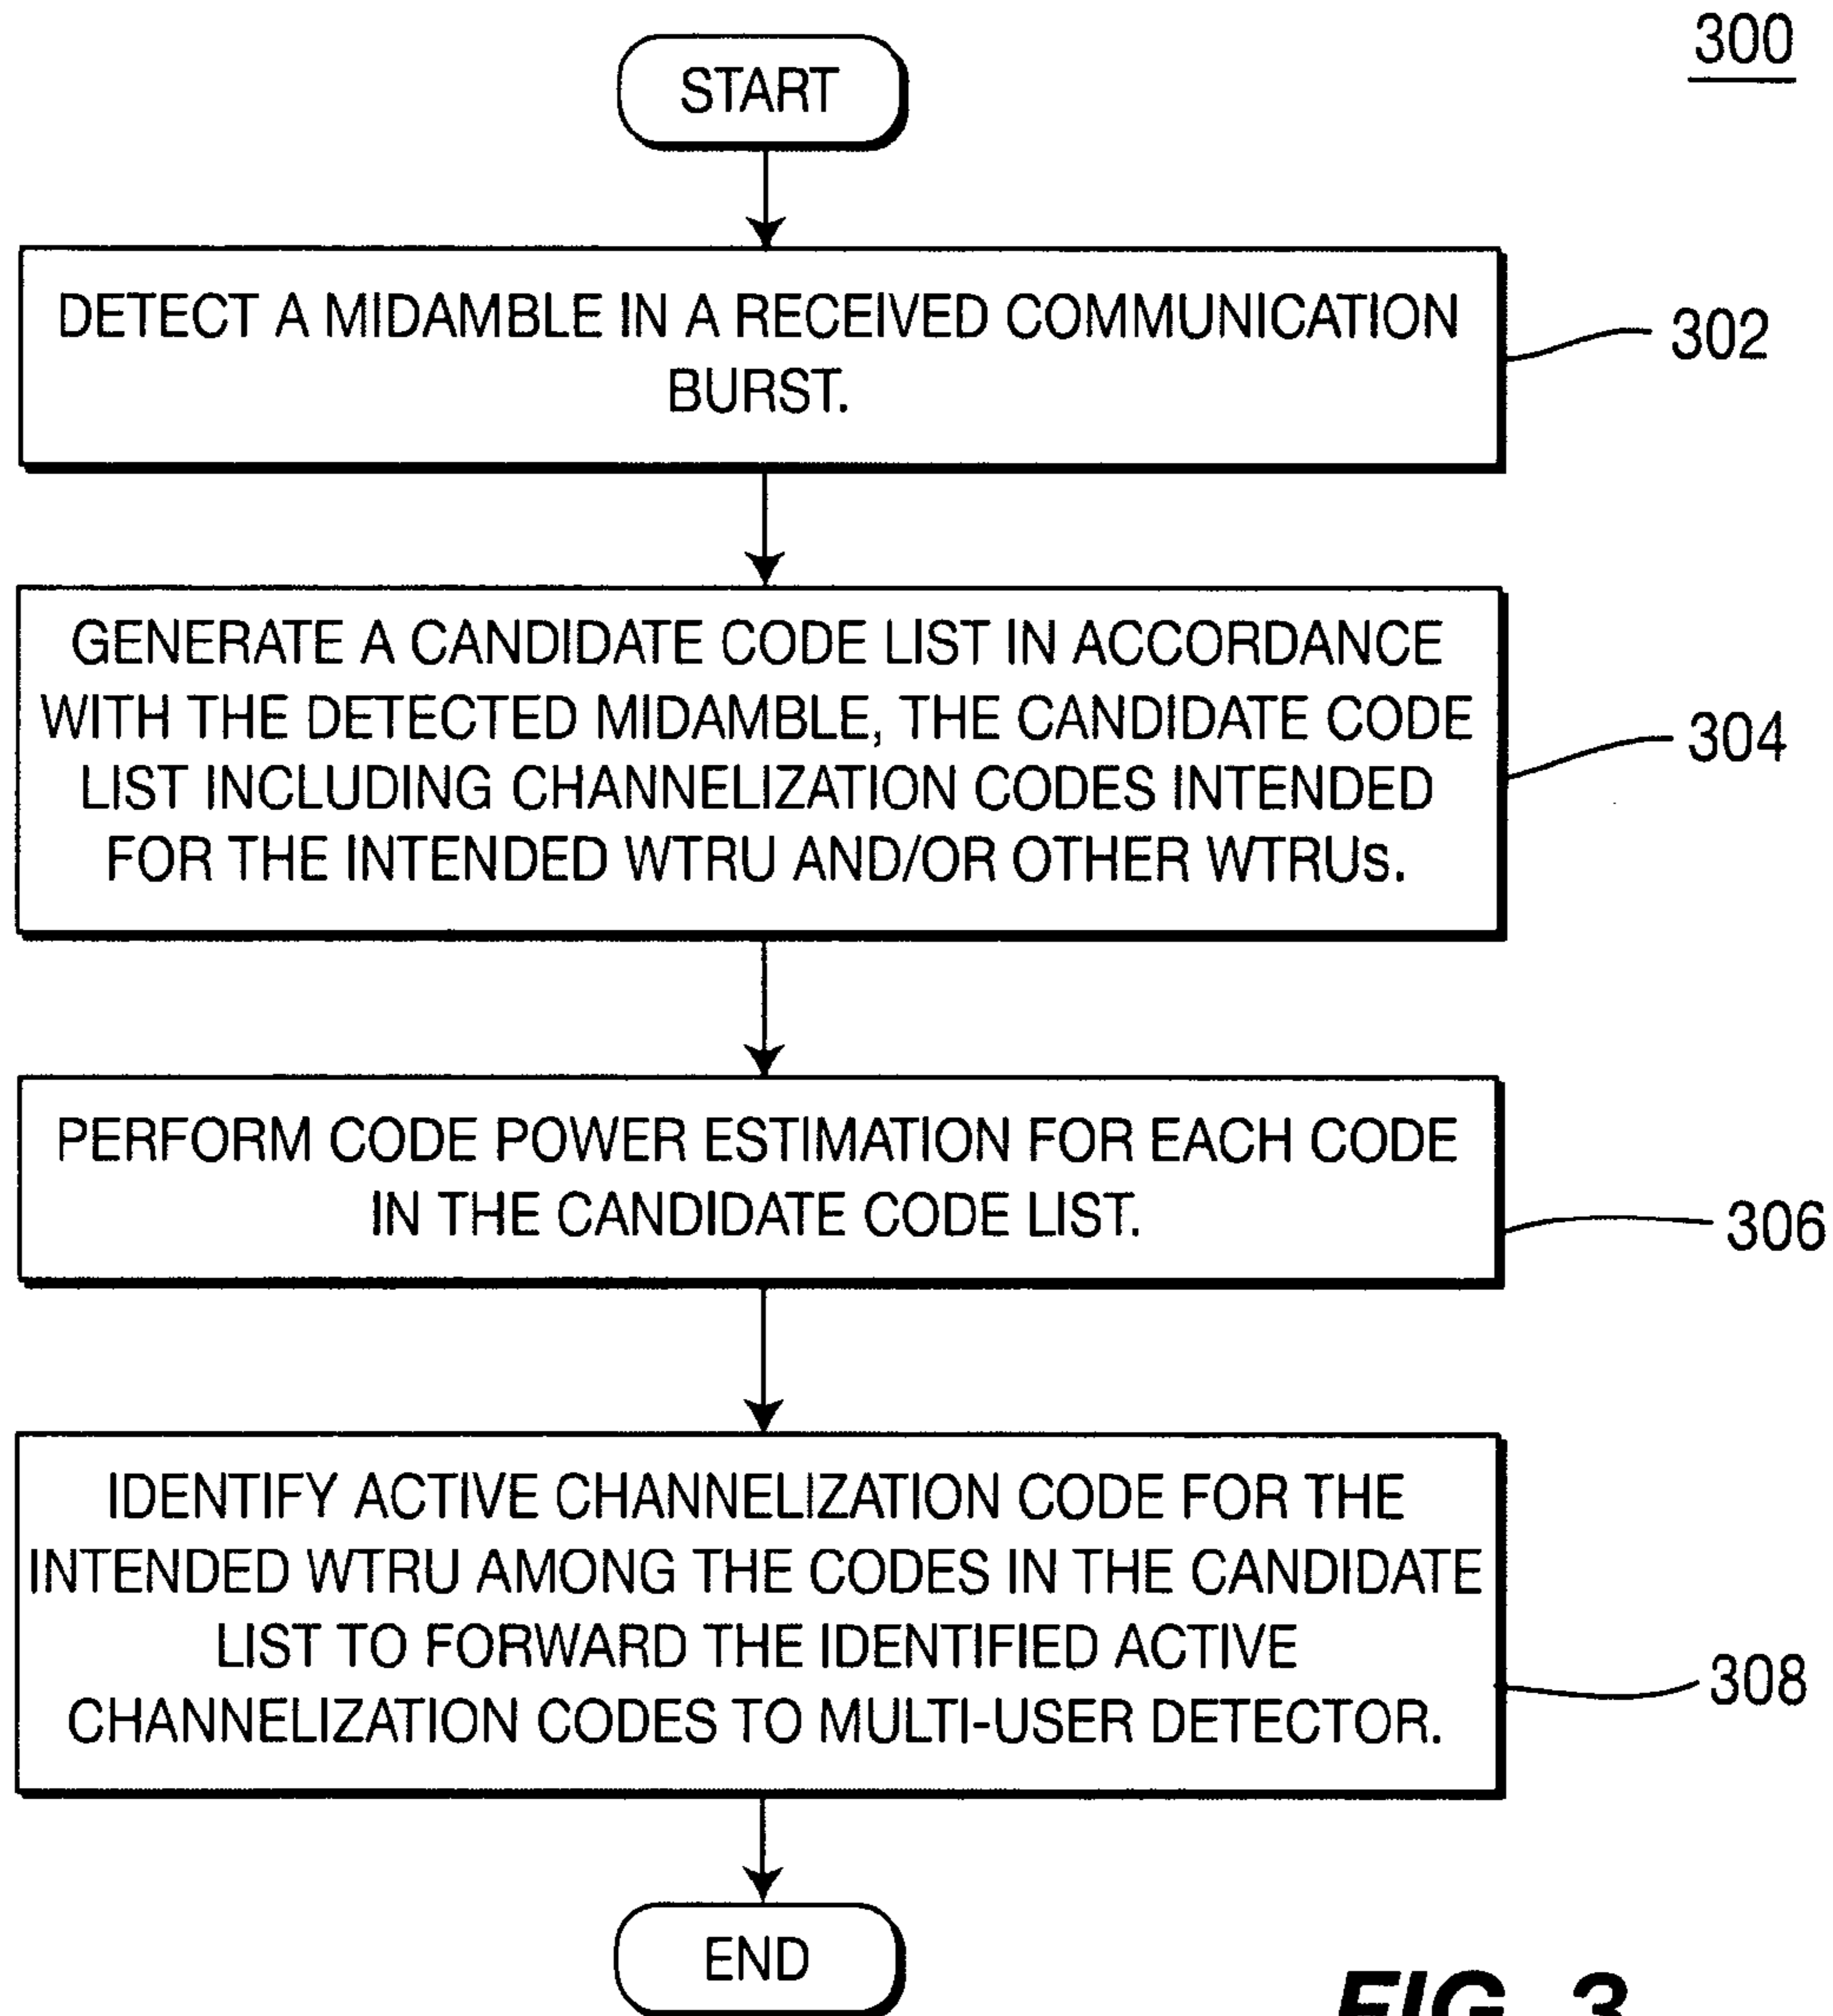 300
START
DETECT A MIDAMBLE IN A RECEIVED COMMUNICATION
BURST.
302
GENERATE A CANDIDATE CODE LIST IN ACCORDANCE
WITH THE DETECTED MIDAMBLE, THE CANDIDATE CODE
LIST INCLUDING CHANNELIZATION CODES INTENDED
FOR THE INTENDED WTRU AND/OR OTHER WTRUs.
304
PERFORM CODE POWER ESTIMATION FOR EACH CODE
IN THE CANDIDATE CODE LIST.
306
IDENTIFY ACTIVE CHANNELIZATION CODE FOR THE
INTENDED WTRU AMONG THE CODES IN THE CANDIDATE
LIST TO FORWARD THE IDENTIFIED ACTIVE
CHANNELIZATION CODES TO MULTI-USER DETECTOR.
308
END
FIG. 3